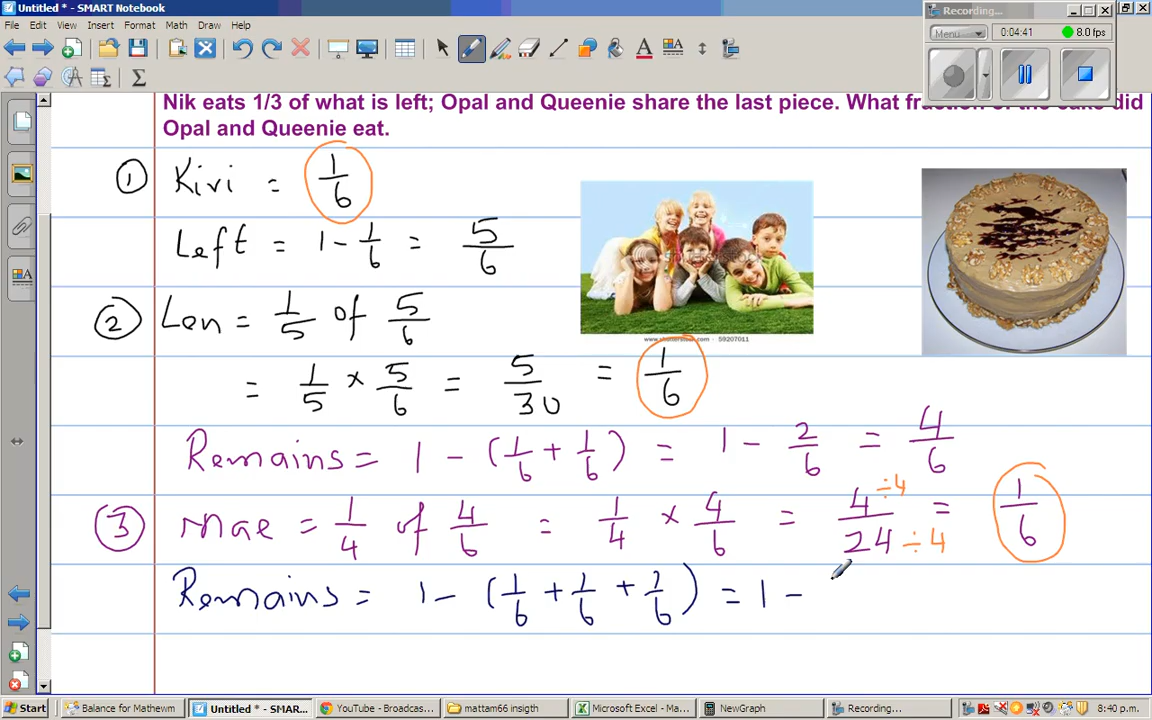 Untitled * - SMART Notebook
File Edit View Insert Format Tools Math Draw Help
Recording...
Menu
0:04:41
8.0 fps
Nik eats 1/3 of what is left; Opal and Queenie share the last piece. What did
Opal and Queenie eat.
① Kivi = 1/6
Left = 1 - 1/6 = 5/6
② Len = 1/5 of 5/6
= 1/5 × 5/6 = 5/30 = 1/6
www.shutterstock.com · 59207011
Remains = 1 - (1/6 + 1/6) = 1 - 2/6 = 4/6
③ Mae = 1/4 of 4/6 = 1/4 × 4/6 = 4 ÷4 / 24 ÷4 = 1/6
Remains = 1 - (1/6 + 1/6 + 1/6) = 1 -
Start
Balance for Mathewm
Untitled * - SMAR...
YouTube - Broadcas...
mattam66 insigth
Microsoft Excel - Ma...
NewGraph
Recording...
8:40 p.m.